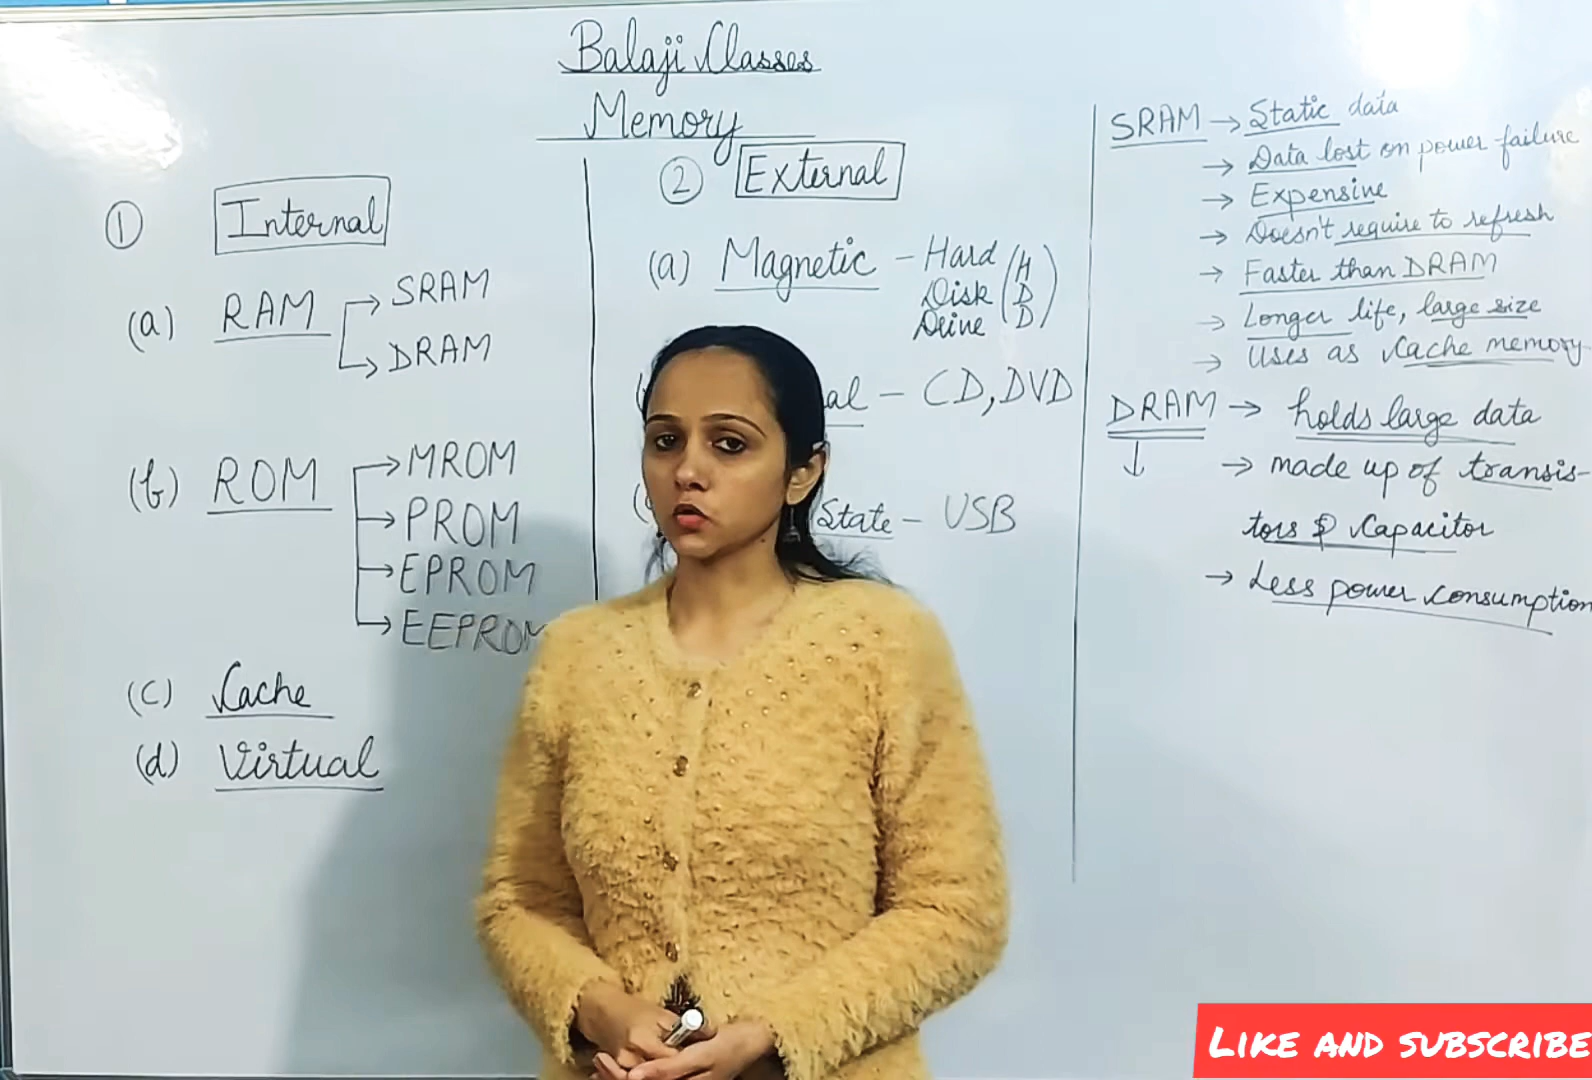 Balaji Classes
Memory
① Internal
(a) RAM → SRAM
→ DRAM
(b) ROM → MROM
→ PROM
→ EPROM
→ EEPROM
(c) Cache
(d) Virtual
② External
(a) Magnetic - Hard Disk Drive (HDD)
al - CD, DVD
State - USB
SRAM → Static data
→ Data lost on power failure
→ Expensive
→ Doesn't require to refresh
→ Faster than DRAM
→ Longer life, large size
→ Uses as Cache memory
DRAM → holds large data
↓ → made up of transis-
tors & Capacitor
→ Less power consumption
LIKE AND SUBSCRIBE